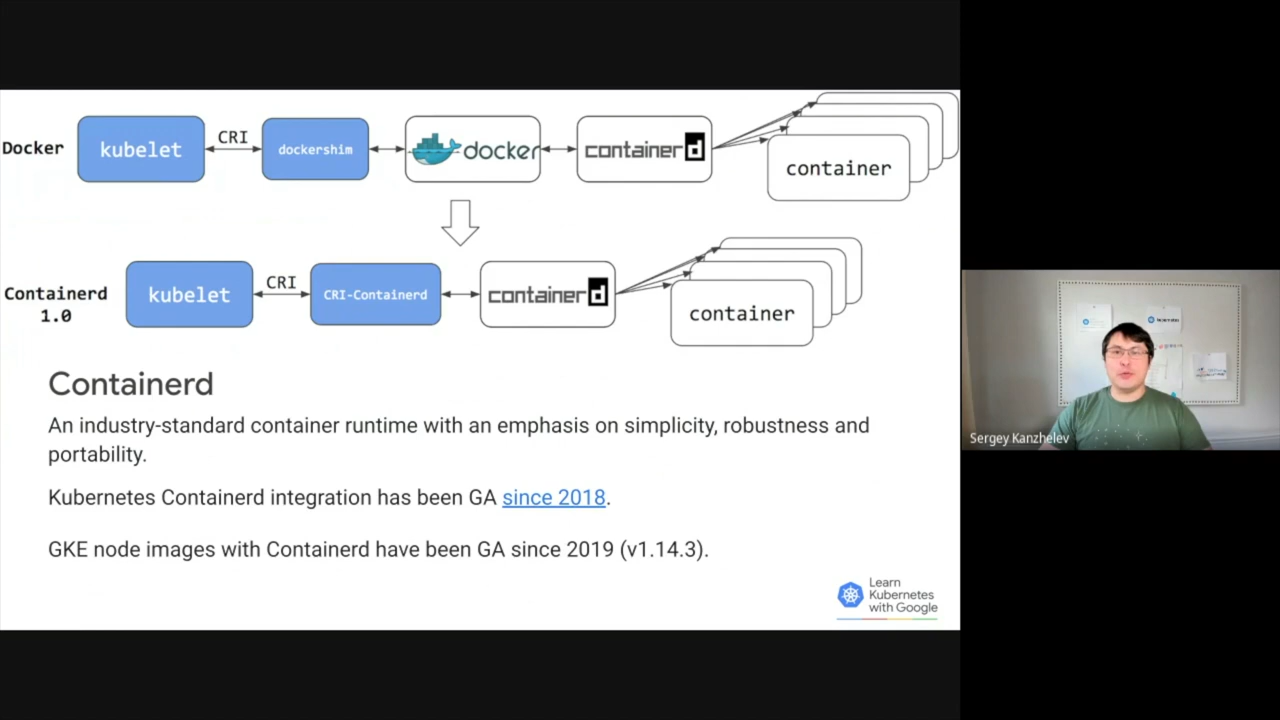 Docker
kubelet
CRI
dockershim
docker
containerd
container
Containerd
1.0
kubelet
CRI
CRI-Containerd
containerd
container
Containerd
An industry-standard container runtime with an emphasis on simplicity, robustness and
portability.
Kubernetes Containerd integration has been GA since 2018.
GKE node images with Containerd have been GA since 2019 (v1.14.3).
Learn
Kubernetes
with Google
Sergey Kanzhelev